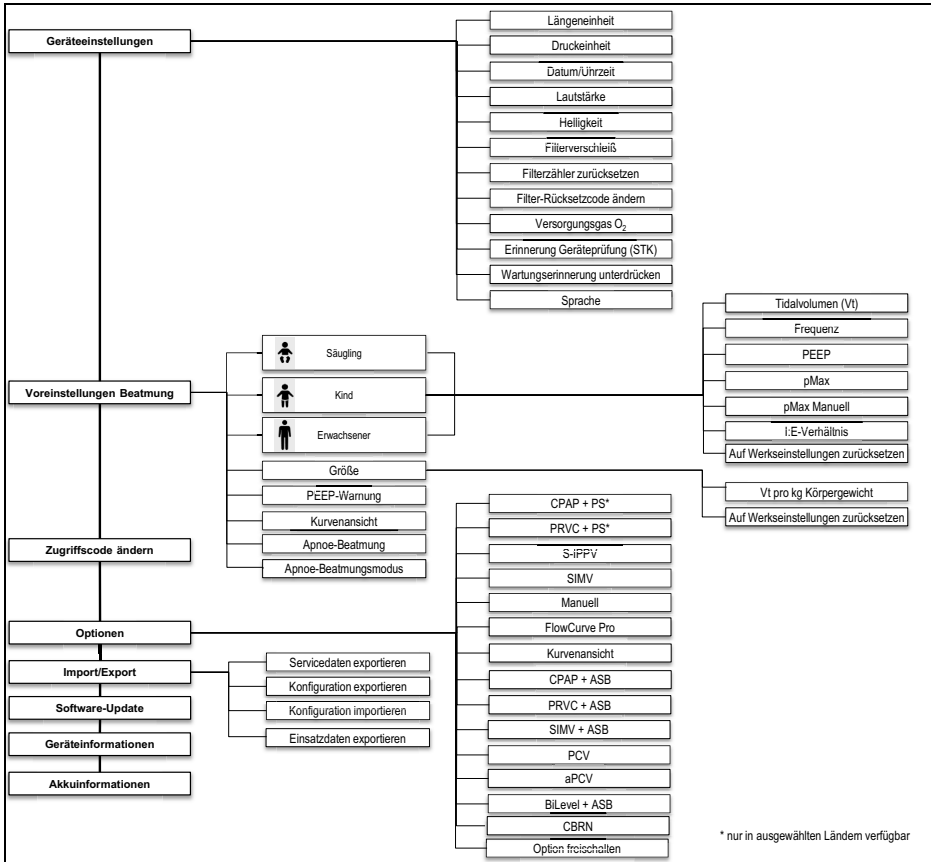 Geräteeinstellungen
Längeneinheit
Druckeinheit
Datum/Uhrzeit
Lautstärke
Helligkeit
Filterverschleiß
Filterzähler zurücksetzen
Filter-Rücksetzcode ändern
Versorgungsgas O₂
Erinnerung Geräteprüfung (STK)
Wartungserinnerung unterdrücken
Sprache
Voreinstellungen Beatmung
Säugling
Kind
Erwachsener
Größe
PEEP-Warnung
Kurvenansicht
Apnoe-Beatmung
Apnoe-Beatmungsmodus
Tidalvolumen (Vt)
Frequenz
PEEP
pMax
pMax Manuell
I:E-Verhältnis
Auf Werkseinstellungen zurücksetzen
Vt pro kg Körpergewicht
Auf Werkseinstellungen zurücksetzen
Zugriffscode ändern
Optionen
CPAP + PS*
PRVC + PS*
S-IPPV
SIMV
Manuell
FlowCurve Pro
Kurvenansicht
CPAP + ASB
PRVC + ASB
SIMV + ASB
PCV
aPCV
BiLevel + ASB
CBRN
Option freischalten
Import/Export
Servicedaten exportieren
Konfiguration exportieren
Konfiguration importieren
Einsatzdaten exportieren
Software-Update
Geräteinformationen
Akkuinformationen
* nur in ausgewählten Ländern verfügbar